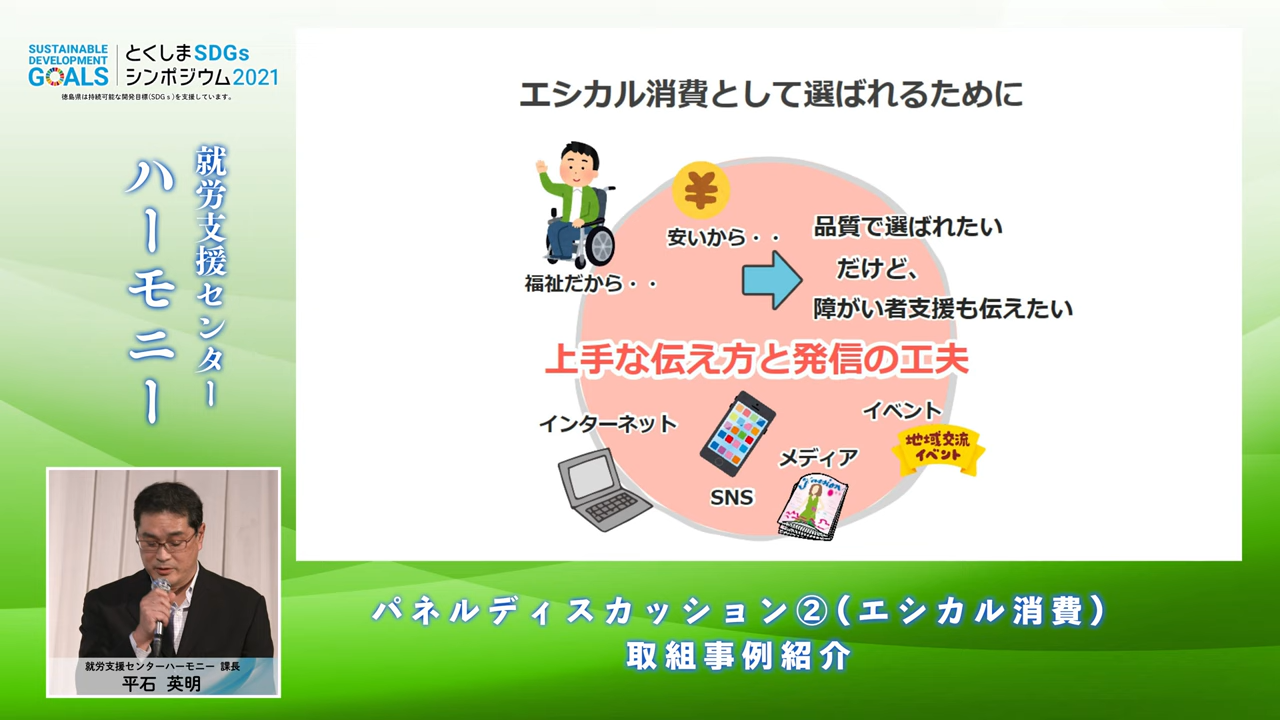 SUSTAINABLE
DEVELOPMENT
GOALS
とくしまSDGs
シンポジウム2021
徳島県は持続可能な開発目標(SDGs)を支援しています。
就労支援センター
ハーモニー
エシカル消費として選ばれるために
福祉だから・・
¥
安いから・・
品質で選ばれたい
だけど、
障がい者支援も伝えたい
上手な伝え方と発信の工夫
インターネット
SNS
メディア
イベント
地域交流
イベント
就労支援センターハーモニー 課長
平石 英明
パネルディスカッション②(エシカル消費)
取組事例紹介